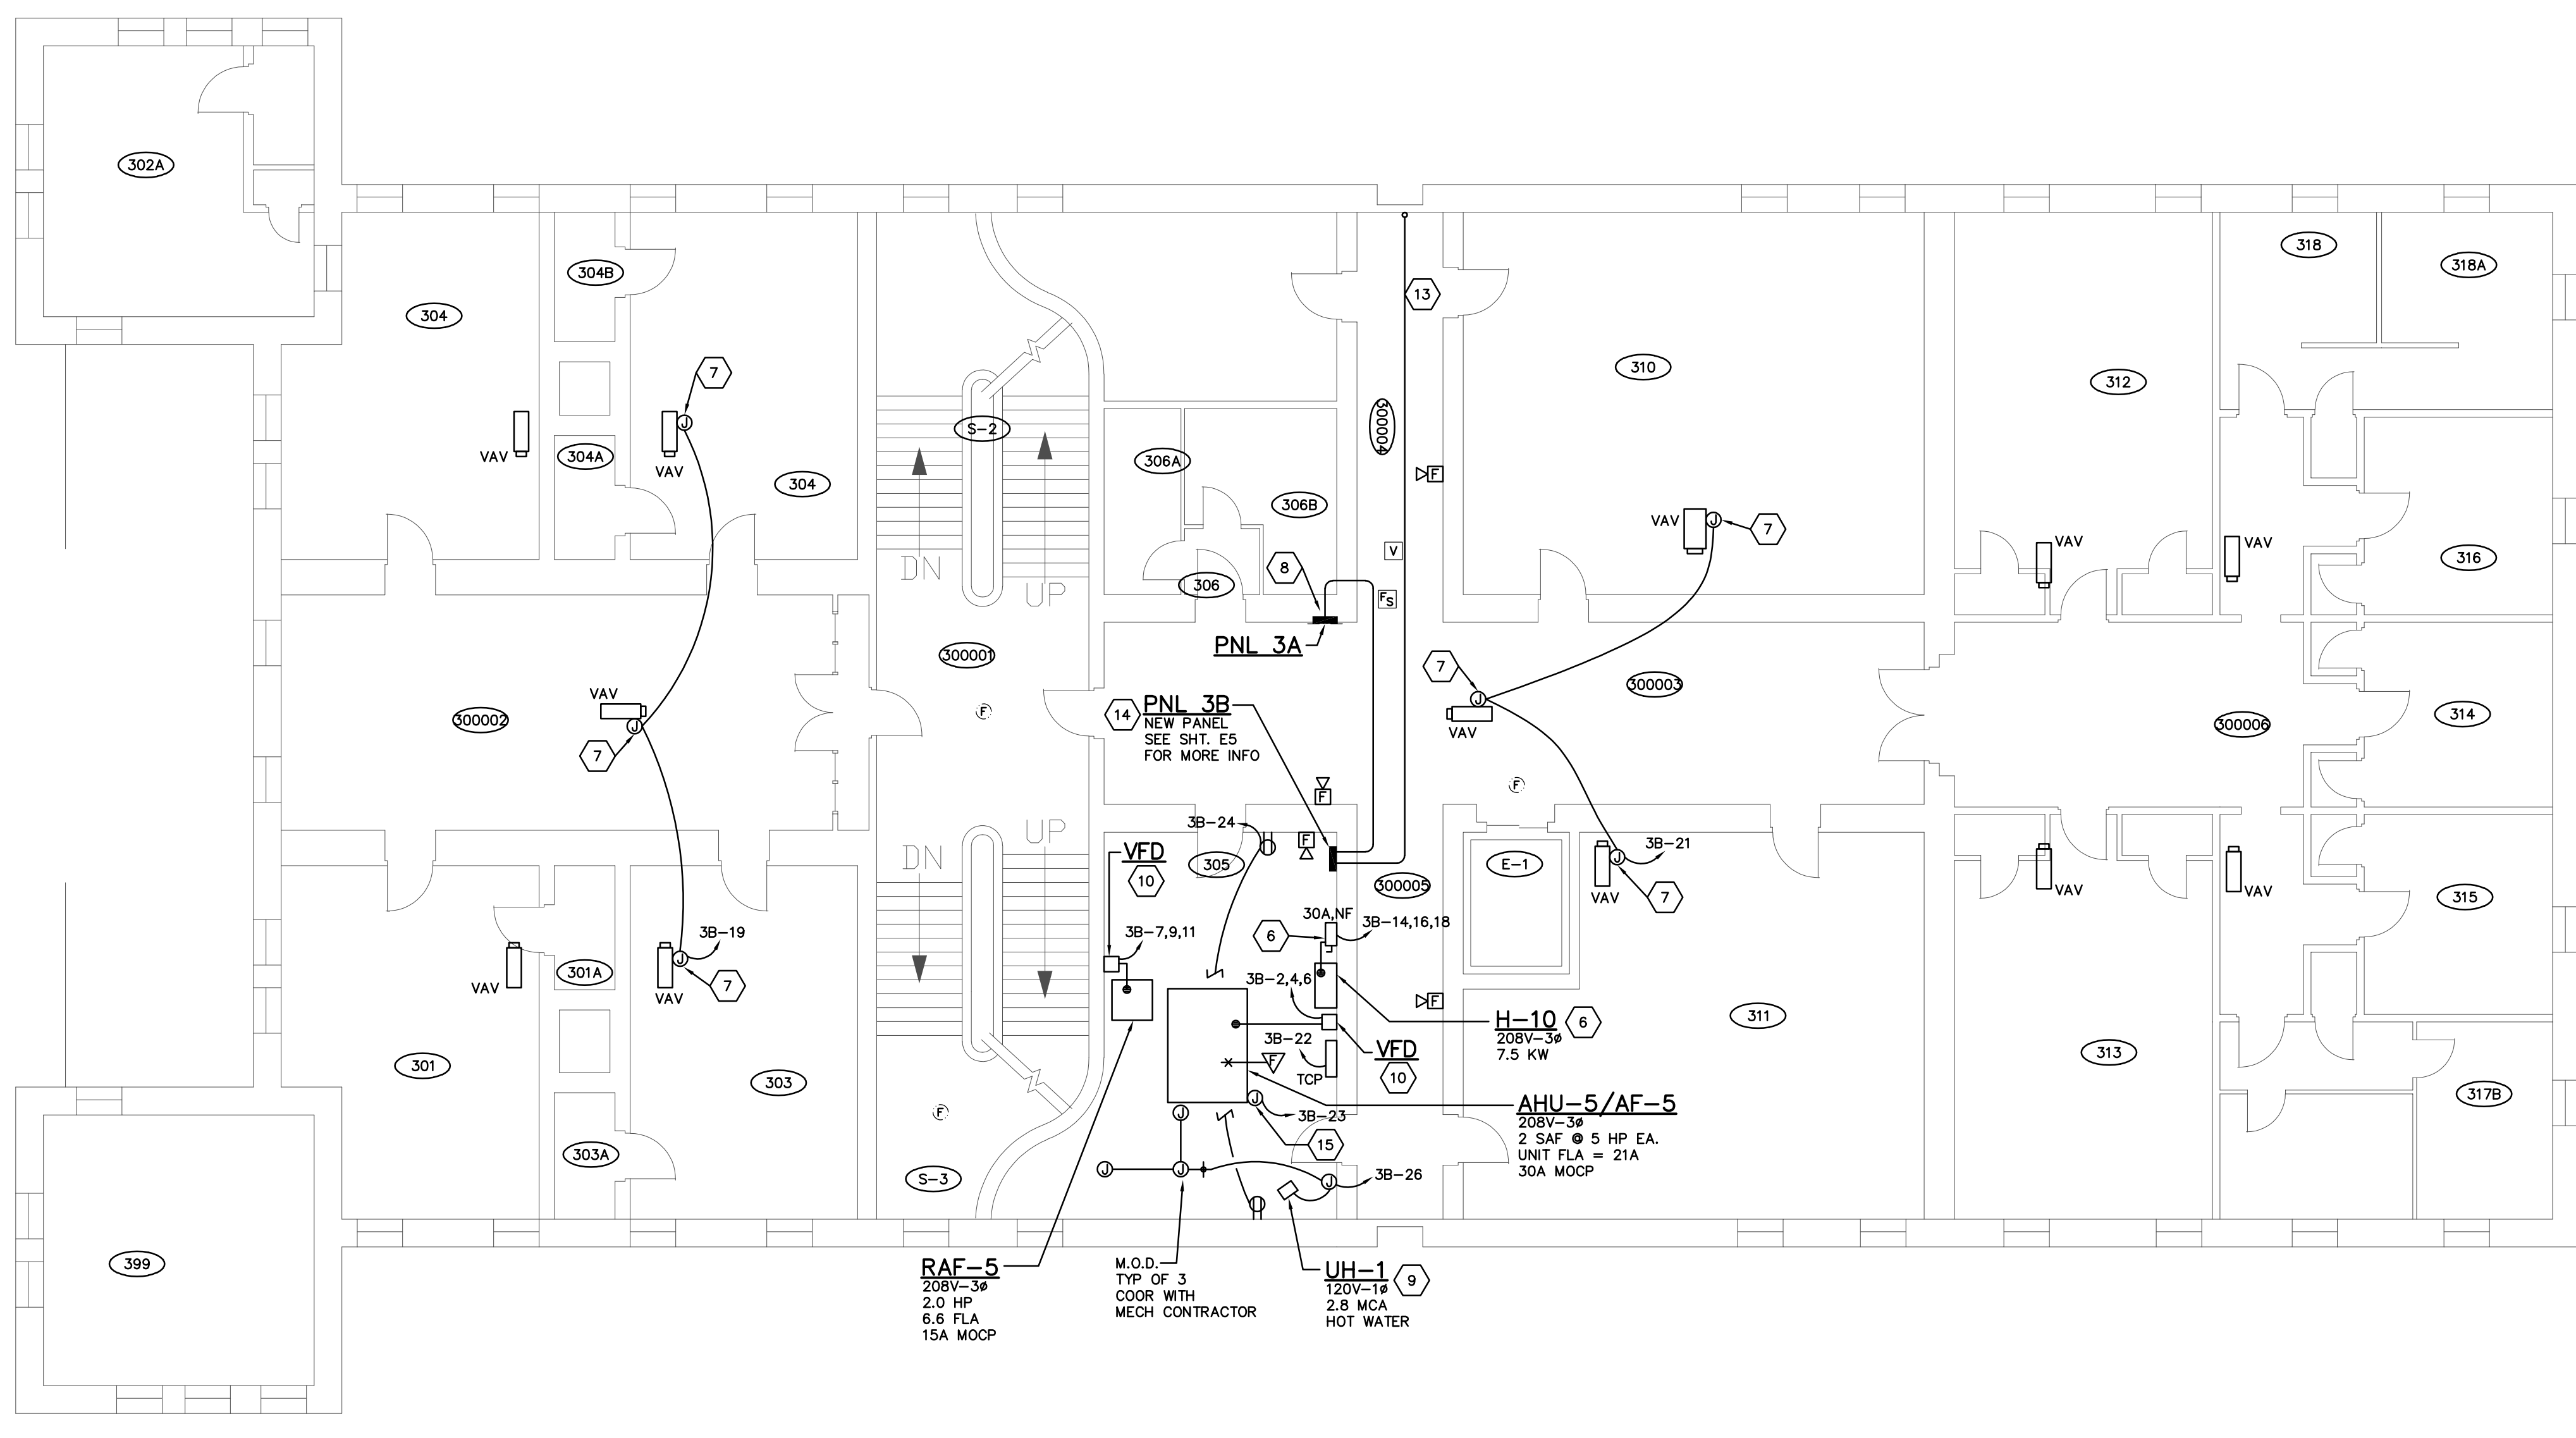 302A
304B
318
318A
304
13
310
7
312
300004
S-2
VAV
304A
VAV
304
306A
F
306B
VAV
J
7
VAV
VAV
V
316
DN
UP
306
8
FS
PNL 3A
300001
7
300003
VAV
300002
J
F
14
PNL 3B
NEW PANEL
SEE SHT. E5
FOR MORE INFO
J
VAV
314
300006
7
F
F
3B-24
UP
DN
VFD
10
305
F
300005
E-1
J
3B-21
VAV
7
VAV
VAV
315
30A,NF
3B-14,16,18
6
3B-7,9,11
3B-19
J
VAV
301A
VAV
7
3B-2,4,6
F
H-10
6
208V-3ø
7.5 KW
311
3B-22
VFD
10
TCP
F
313
301
303
317B
J
3B-23
15
AHU-5/AF-5
208V-3ø
2 SAF @ 5 HP EA.
UNIT FLA = 21A
30A MOCP
F
J
303A
J
J
J
3B-26
S-3
399
RAF-5
208V-3ø
2.0 HP
6.6 FLA
15A MOCP
M.O.D.
TYP OF 3
COOR WITH
MECH CONTRACTOR
UH-1
9
120V-1ø
2.8 MCA
HOT WATER
J